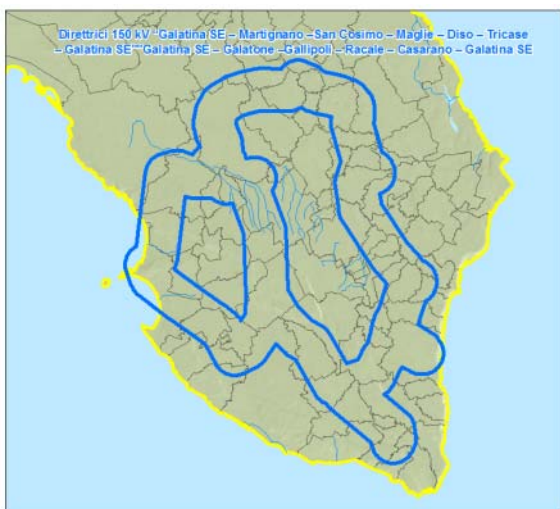 Direttrici 150 kV "Galatina SE – Martignano –San Cosimo – Maglie – Diso – Tricase
– Galatina SE""Galatina SE – Galatone –Gallipoli – Racale – Casarano – Galatina SE